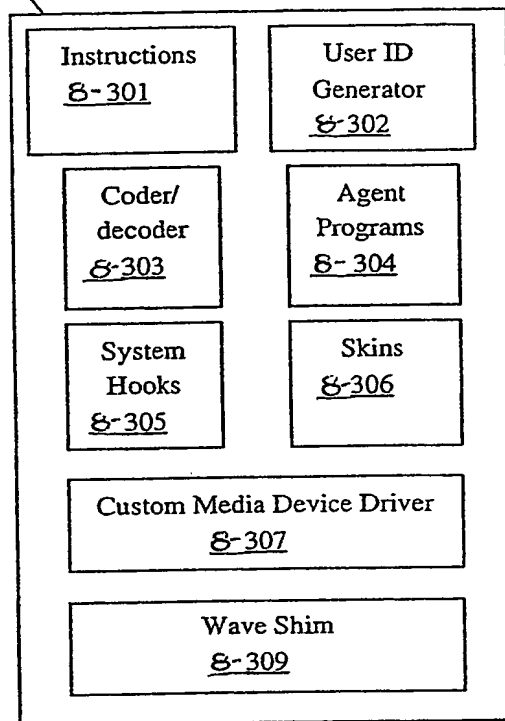 Instructions
8-301
User ID
Generator
8-302
Coder/
decoder
8-303
Agent
Programs
8-304
System
Hooks
8-305
Skins
8-306
Custom Media Device Driver
8-307
Wave Shim
8-309